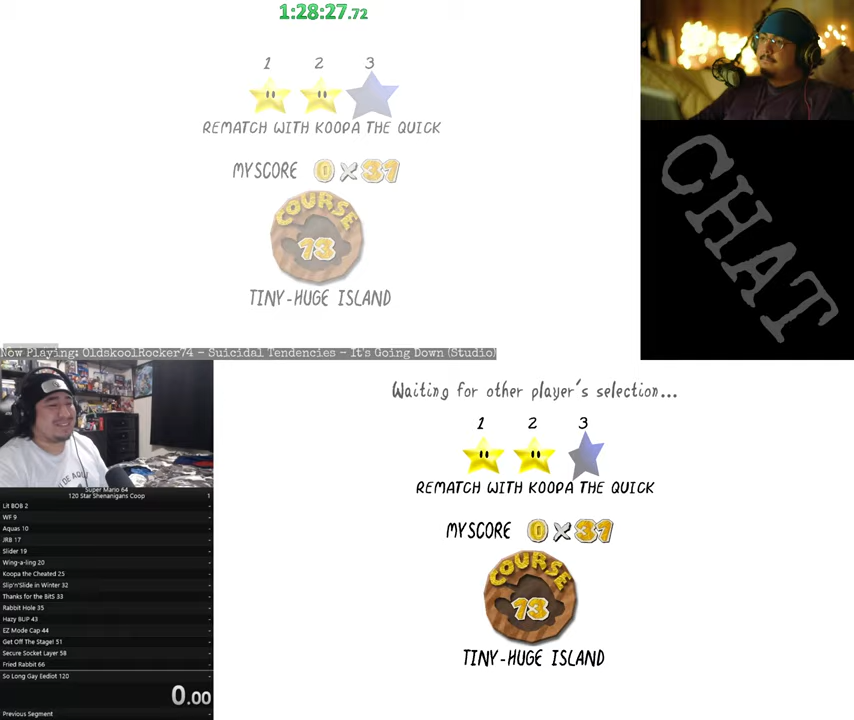 1:28:27.72
1 2 3
REMATCH WITH KOOPA THE QUICK
MY SCORE 0×31
COURSE
13
TINY-HUGE ISLAND
CHAT
Now Playing: OldskoolRocker74 - Suicidal Tendencies - It's Going Down (Studio)
Waiting for other player's selection...
1 2 3
REMATCH WITH KOOPA THE QUICK
MY SCORE 0×31
COURSE
13
TINY-HUGE ISLAND
Super Mario 64
120 Star Shenanigans Coop 1
Lit BOB 2 -
WF 9 -
Aquas 10 -
JRB 17 -
Slider 19 -
Wing-a-ling 20 -
Koopa the Cheated 25 -
Slip'n'Slide in Winter 32 -
Thanks for the BitS 33 -
Rabbit Hole 35 -
Hazy BUP 43 -
EZ Mode Cap 44 -
Get Off The Stage! 51 -
Secure Socket Layer 58 -
Fried Rabbit 66 -
So Long Gay Eediot 120 -
0.00
Previous Segment -